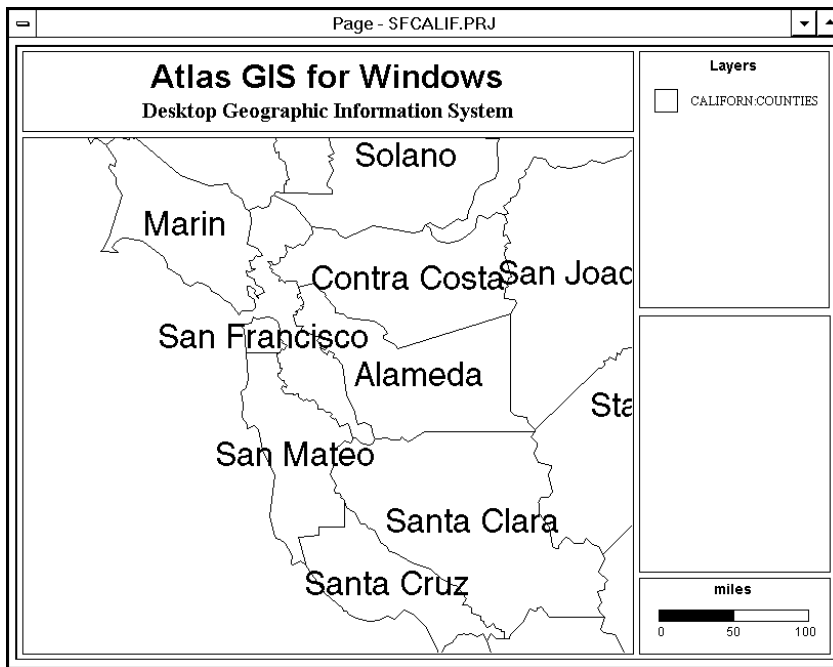 Page - SFCALIF.PRJ
Atlas GIS for Windows
Desktop Geographic Information System
Layers
CALIFORN:COUNTIES
Solano
Marin
Contra Costa
San Joaq
San Francisco
Alameda
Sta
San Mateo
Santa Clara
Santa Cruz
miles
0 50 100